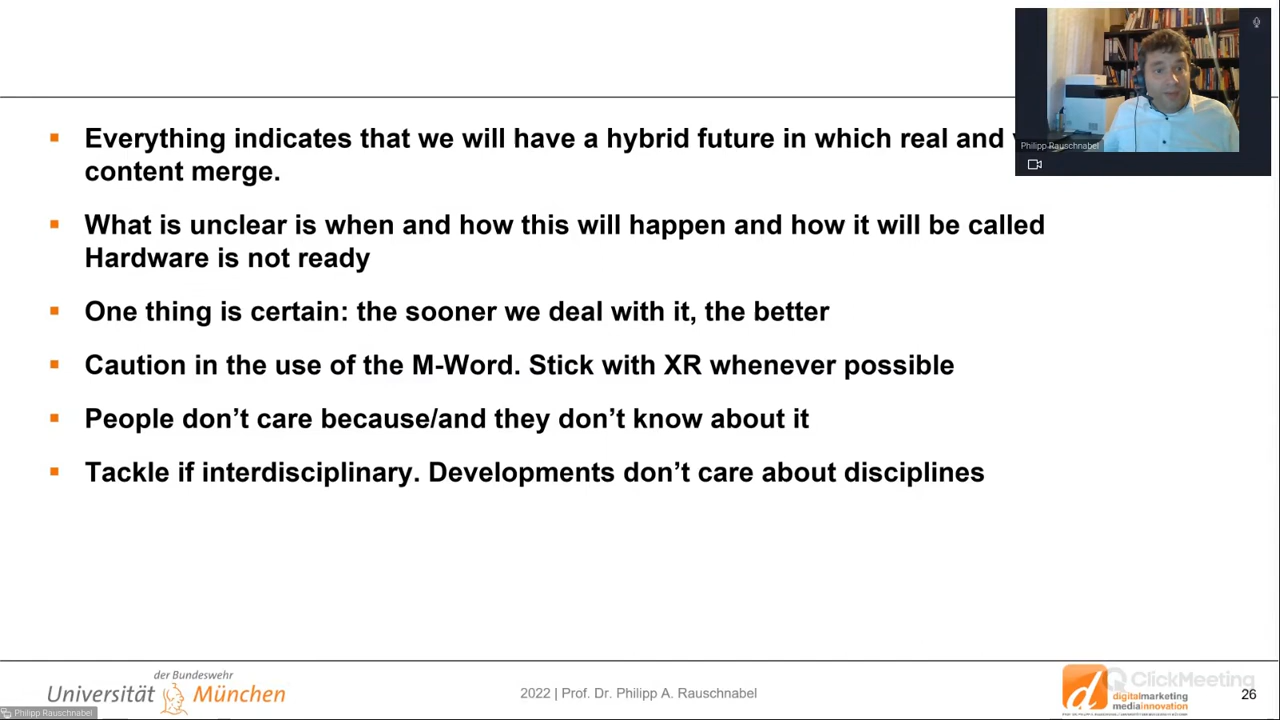 Everything indicates that we will have a hybrid future in which real and
content merge.
What is unclear is when and how this will happen and how it will be called
Hardware is not ready
One thing is certain: the sooner we deal with it, the better
Caution in the use of the M-Word. Stick with XR whenever possible
People don’t care because/and they don’t know about it
Tackle if interdisciplinary. Developments don’t care about disciplines
Philipp Rauschnabel
der Bundeswehr
Universität München
2022 | Prof. Dr. Philipp A. Rauschnabel
d
ClickMeeting
digitalmarketing
mediainnovation
26
Philipp Rauschnabel